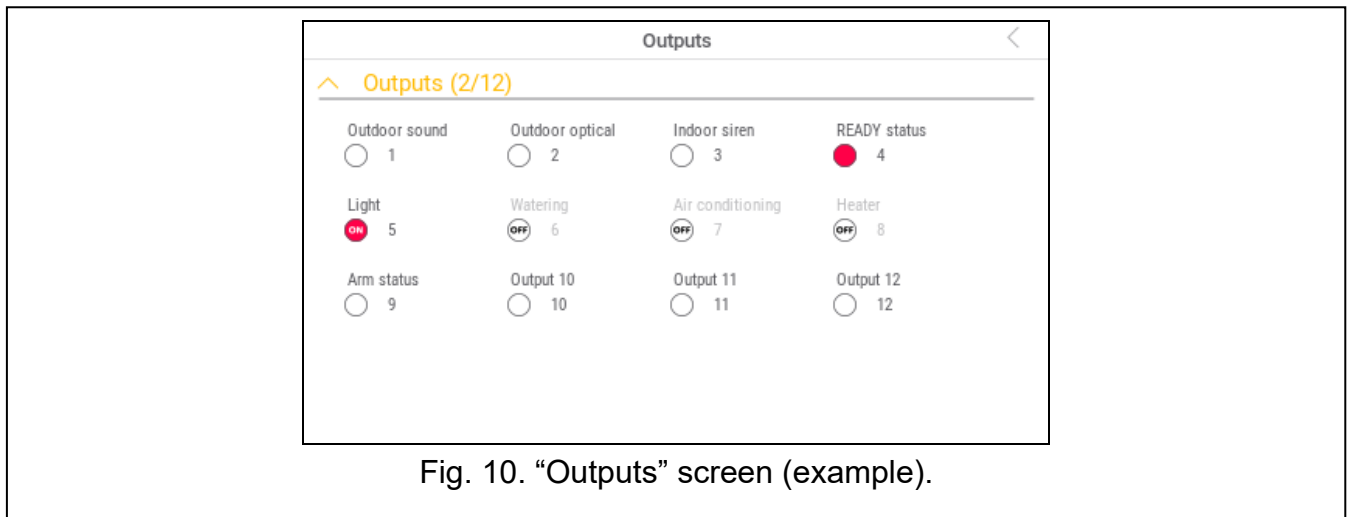 Outputs
Outputs (2/12)
Outdoor sound Outdoor optical Indoor siren READY status
1 2 3 4
Light Watering Air conditioning Heater
ON 5 OFF 6 OFF 7 OFF 8
Arm status Output 10 Output 11 Output 12
9 10 11 12
Fig. 10. “Outputs” screen (example).